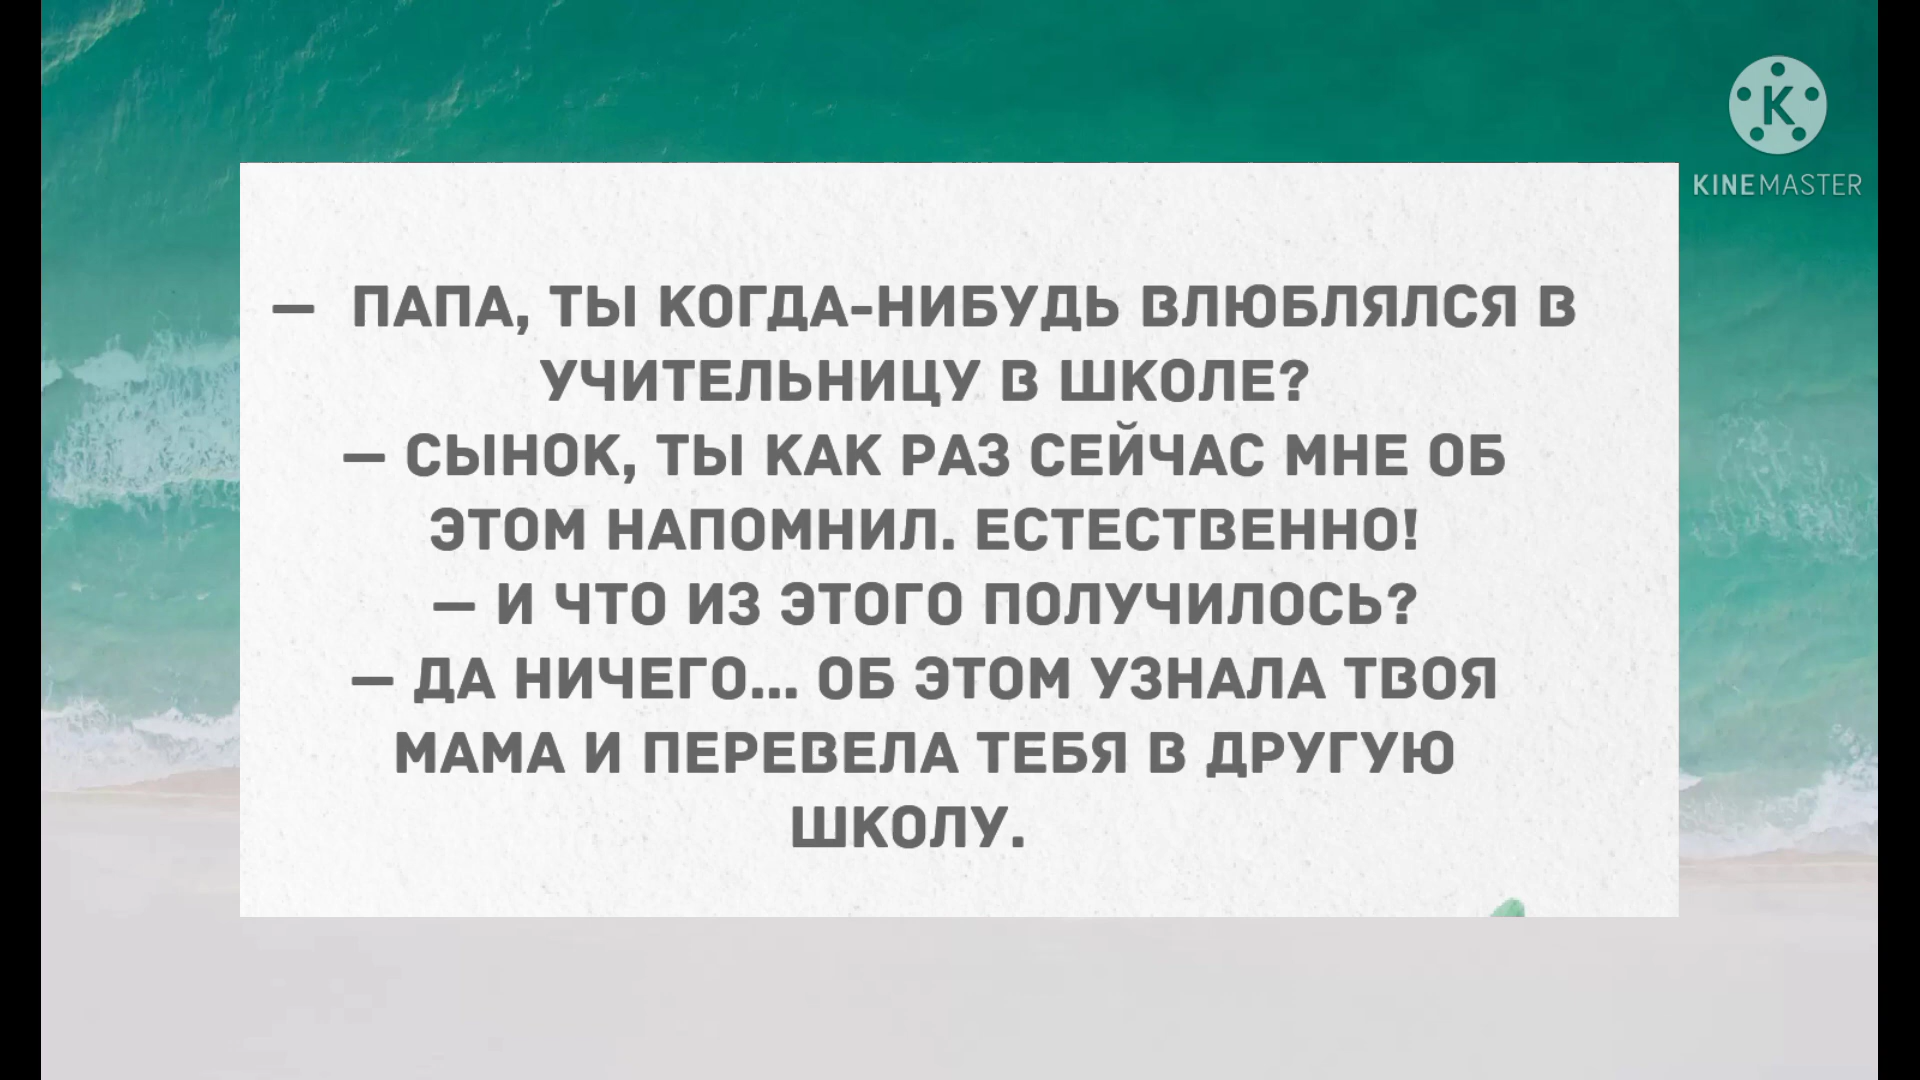 — ПАПА, ТЫ КОГДА-НИБУДЬ ВЛЮБЛЯЛСЯ В
УЧИТЕЛЬНИЦУ В ШКОЛЕ?
— СЫНОК, ТЫ КАК РАЗ СЕЙЧАС МНЕ ОБ
ЭТОМ НАПОМНИЛ. ЕСТЕСТВЕННО!
— И ЧТО ИЗ ЭТОГО ПОЛУЧИЛОСЬ?
— ДА НИЧЕГО... ОБ ЭТОМ УЗНАЛА ТВОЯ
МАМА И ПЕРЕВЕЛА ТЕБЯ В ДРУГУЮ
ШКОЛУ.
K
KINEMASTER